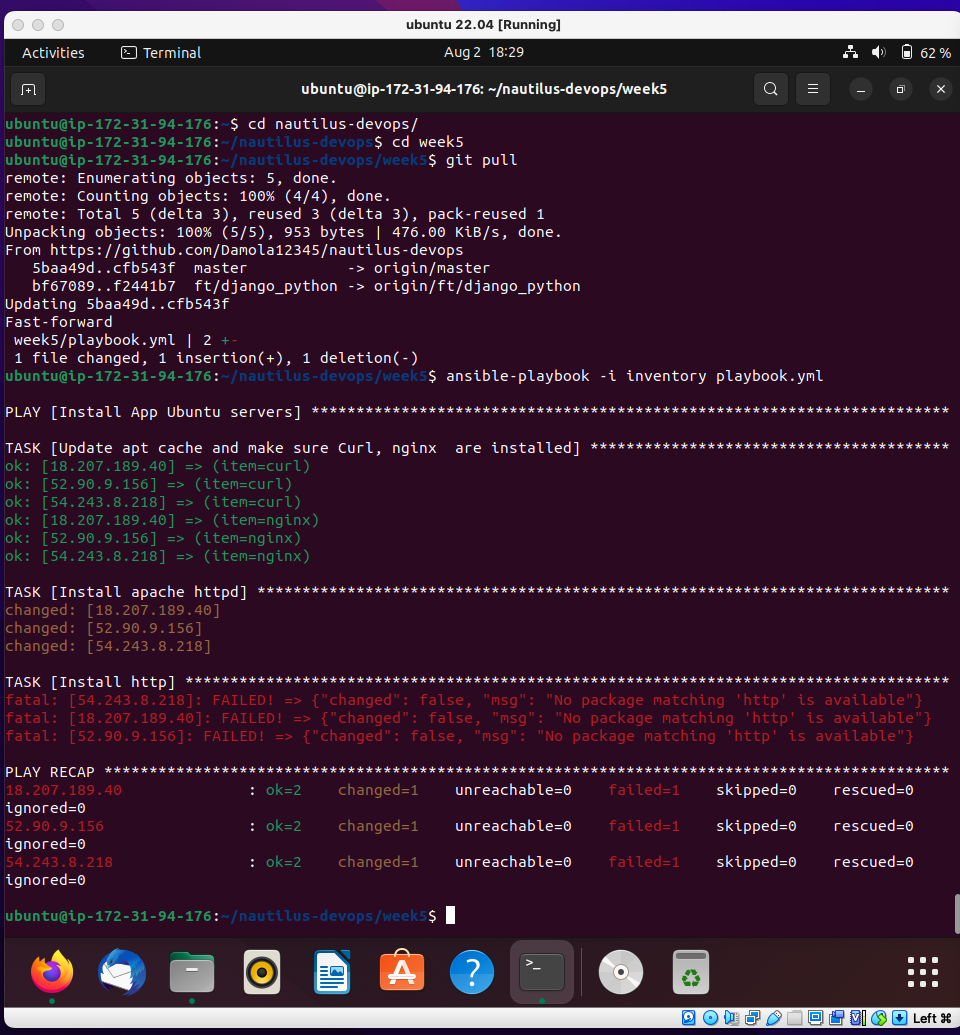 ubuntu 22.04 [Running]
Activities Terminal Aug 2 18:29 62 %
ubuntu@ip-172-31-94-176: ~/nautilus-devops/week5
ubuntu@ip-172-31-94-176:~$ cd nautilus-devops/
ubuntu@ip-172-31-94-176:~/nautilus-devops$ cd week5
ubuntu@ip-172-31-94-176:~/nautilus-devops/week5$ git pull
remote: Enumerating objects: 5, done.
remote: Counting objects: 100% (4/4), done.
remote: Total 5 (delta 3), reused 3 (delta 3), pack-reused 1
Unpacking objects: 100% (5/5), 953 bytes | 476.00 KiB/s, done.
From https://github.com/Damola12345/nautilus-devops
   5baa49d..cfb543f  master           -> origin/master
   bf67089..f2441b7  ft/django_python -> origin/ft/django_python
Updating 5baa49d..cfb543f
Fast-forward
 week5/playbook.yml | 2 +-
 1 file changed, 1 insertion(+), 1 deletion(-)
ubuntu@ip-172-31-94-176:~/nautilus-devops/week5$ ansible-playbook -i inventory playbook.yml
PLAY [Install App Ubuntu servers] ***********************************************************************
TASK [Update apt cache and make sure Curl, nginx  are installed] ****************************************
ok: [18.207.189.40] => (item=curl)
ok: [52.90.9.156] => (item=curl)
ok: [54.243.8.218] => (item=curl)
ok: [18.207.189.40] => (item=nginx)
ok: [52.90.9.156] => (item=nginx)
ok: [54.243.8.218] => (item=nginx)
TASK [Install apache httpd] *****************************************************************************
changed: [18.207.189.40]
changed: [52.90.9.156]
changed: [54.243.8.218]
TASK [Install http] *************************************************************************************
fatal: [54.243.8.218]: FAILED! => {"changed": false, "msg": "No package matching 'http' is available"}
fatal: [18.207.189.40]: FAILED! => {"changed": false, "msg": "No package matching 'http' is available"}
fatal: [52.90.9.156]: FAILED! => {"changed": false, "msg": "No package matching 'http' is available"}
PLAY RECAP **********************************************************************************************
18.207.189.40              : ok=2    changed=1    unreachable=0    failed=1    skipped=0    rescued=0
ignored=0
52.90.9.156                : ok=2    changed=1    unreachable=0    failed=1    skipped=0    rescued=0
ignored=0
54.243.8.218               : ok=2    changed=1    unreachable=0    failed=1    skipped=0    rescued=0
ignored=0
ubuntu@ip-172-31-94-176:~/nautilus-devops/week5$
Left ⌘